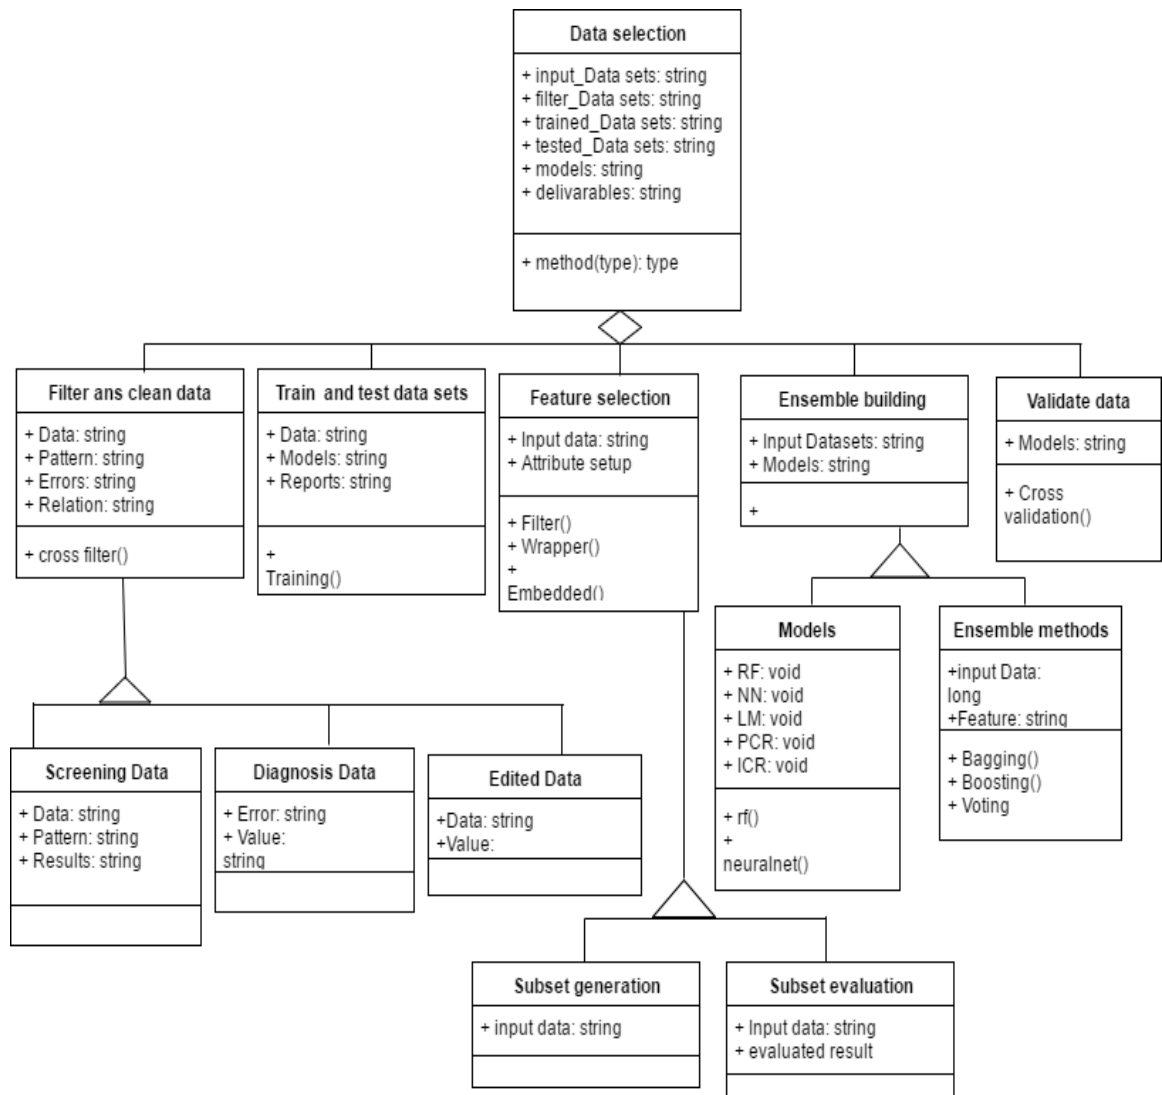 Data selection
+ input_Data sets: string
+ filter_Data sets: string
+ trained_Data sets: string
+ tested_Data sets: string
+ models: string
+ delivarables: string
+ method(type): type
Filter ans clean data
+ Data: string
+ Pattern: string
+ Errors: string
+ Relation: string
+ cross filter()
Train and test data sets
+ Data: string
+ Models: string
+ Reports: string
+
Training()
Feature selection
+ Input data: string
+ Attribute setup
+ Filter()
+ Wrapper()
+
Embedded()
Ensemble building
+ Input Datasets: string
+ Models: string
+
Validate data
+ Models: string
+ Cross
validation()
Models
+ RF: void
+ NN: void
+ LM: void
+ PCR: void
+ ICR: void
+ rf()
+
neuralnet()
Ensemble methods
+input Data:
long
+Feature: string
+ Bagging()
+ Boosting()
+ Voting
Screening Data
+ Data: string
+ Pattern: string
+ Results: string
Diagnosis Data
+ Error: string
+ Value:
string
Edited Data
+Data: string
+Value:
Subset generation
+ input data: string
Subset evaluation
+ Input data: string
+ evaluated result